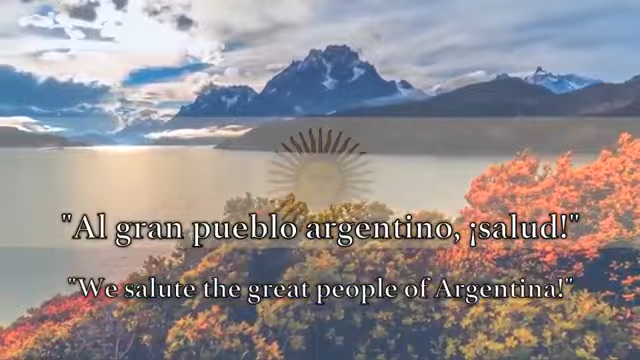 "Al gran pueblo argentino, ¡salud!"
"We salute the great people of Argentina!"